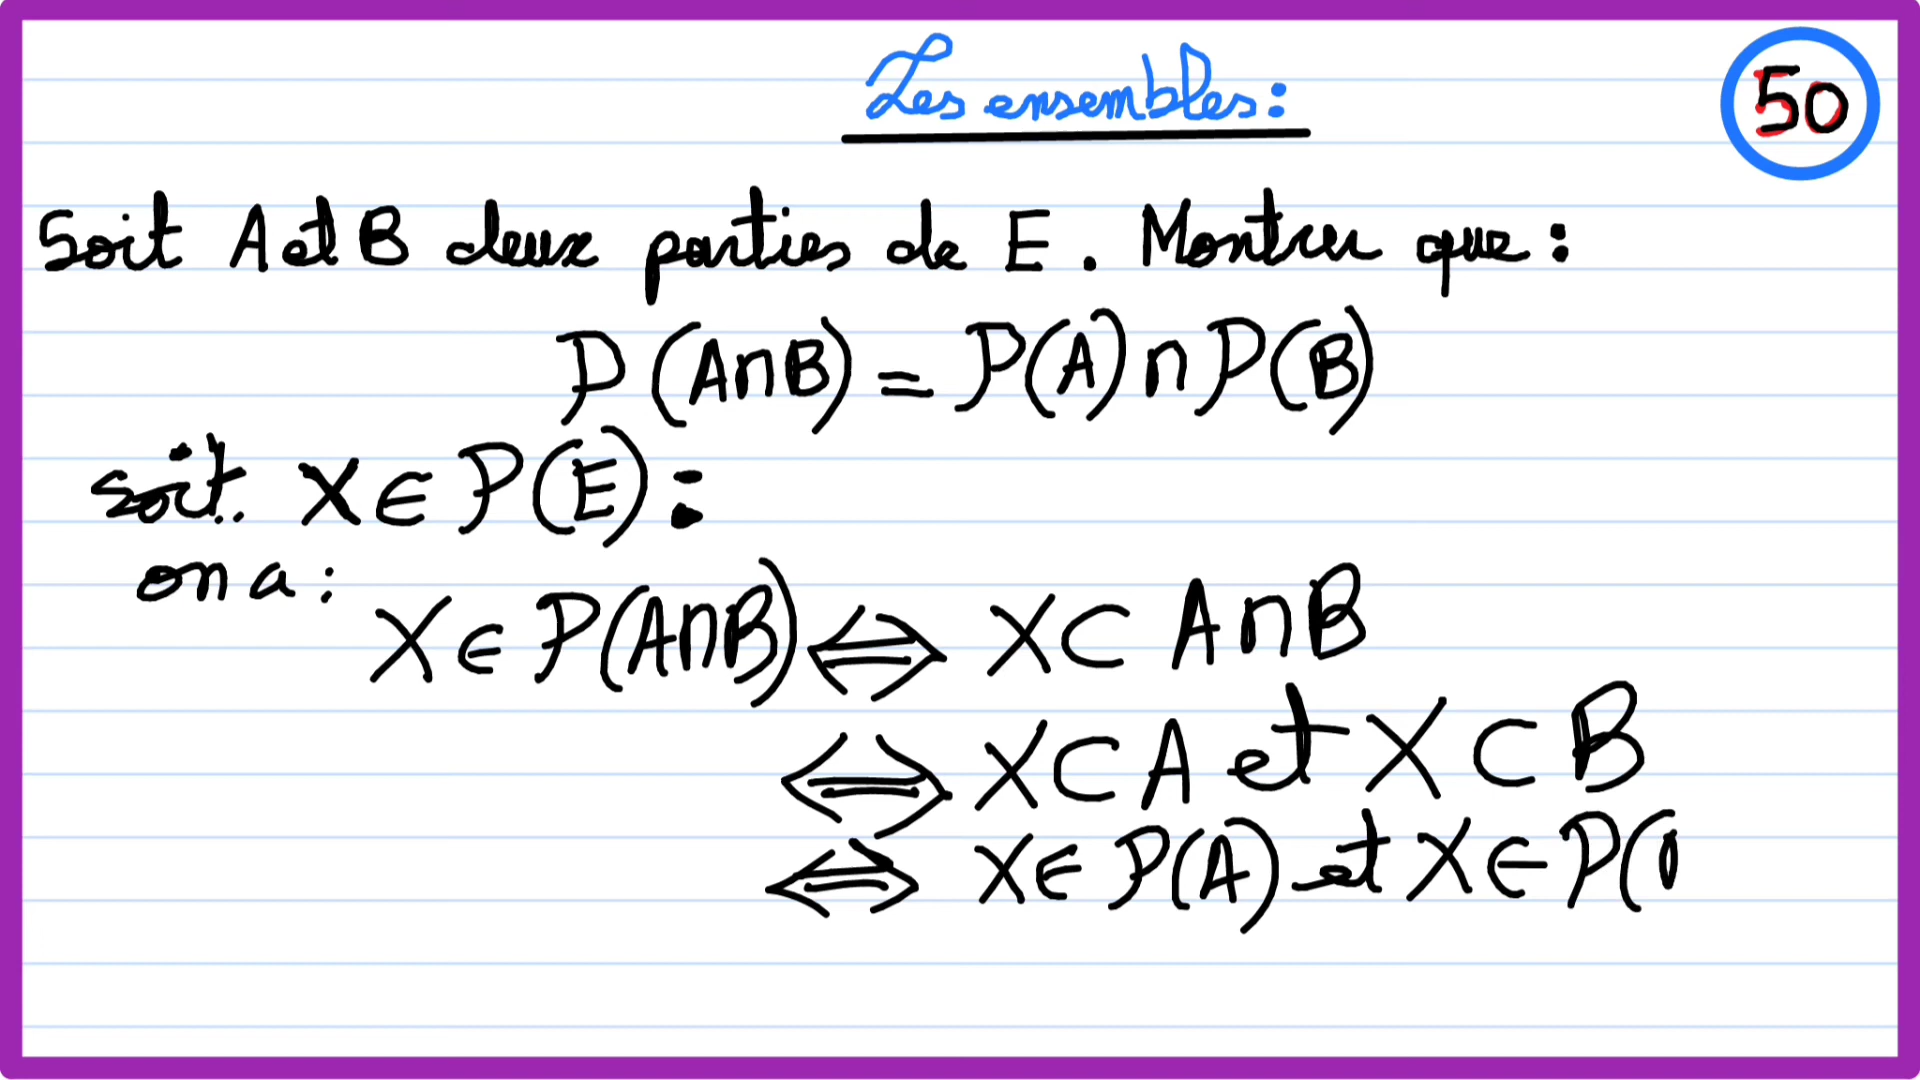 Les ensembles:
50
Soit A et B deux parties de E. Montrer que :
P(A∩B) = P(A)∩P(B)
soit X∈P(E) :
on a :
X∈P(A∩B) ⟺ X⊂A∩B
⟺ X⊂A et X⊂B
⟺ X∈P(A) et X∈P(